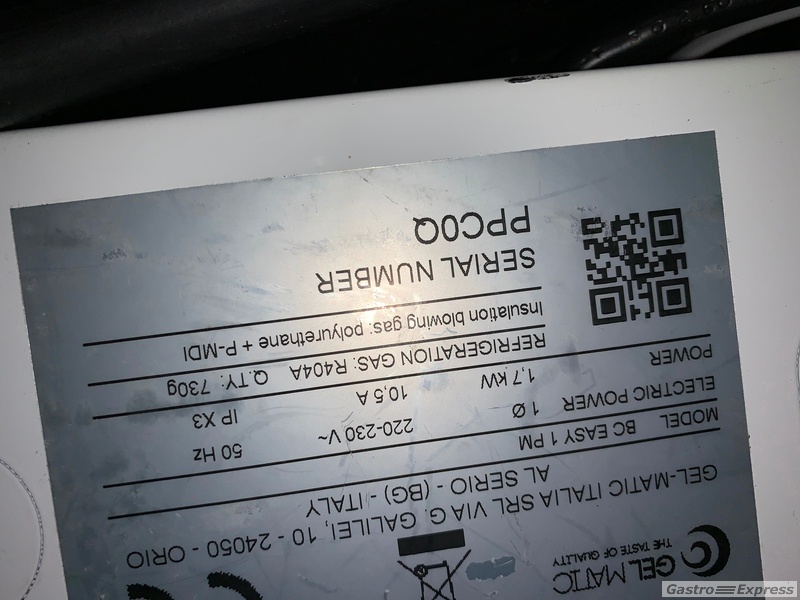 GEL MATIC
THE TASTE OF QUALITY
CE
GEL-MATIC ITALIA SRL VIA G. GALILEI, 10 - 24050 - ORIO
AL SERIO - (BG) - ITALY
MODEL BC EASY 1 PM
ELECTRIC POWER 1Ø 220-230 V~ 50 Hz
POWER 1,7 kW 10,5 A IP X3
REFRIGERATION GAS: R404A Q.TY: 730g
Insulation blowing gas: polyurethane + P-MDI
SERIAL NUMBER
PPC0Q
Gastro Express